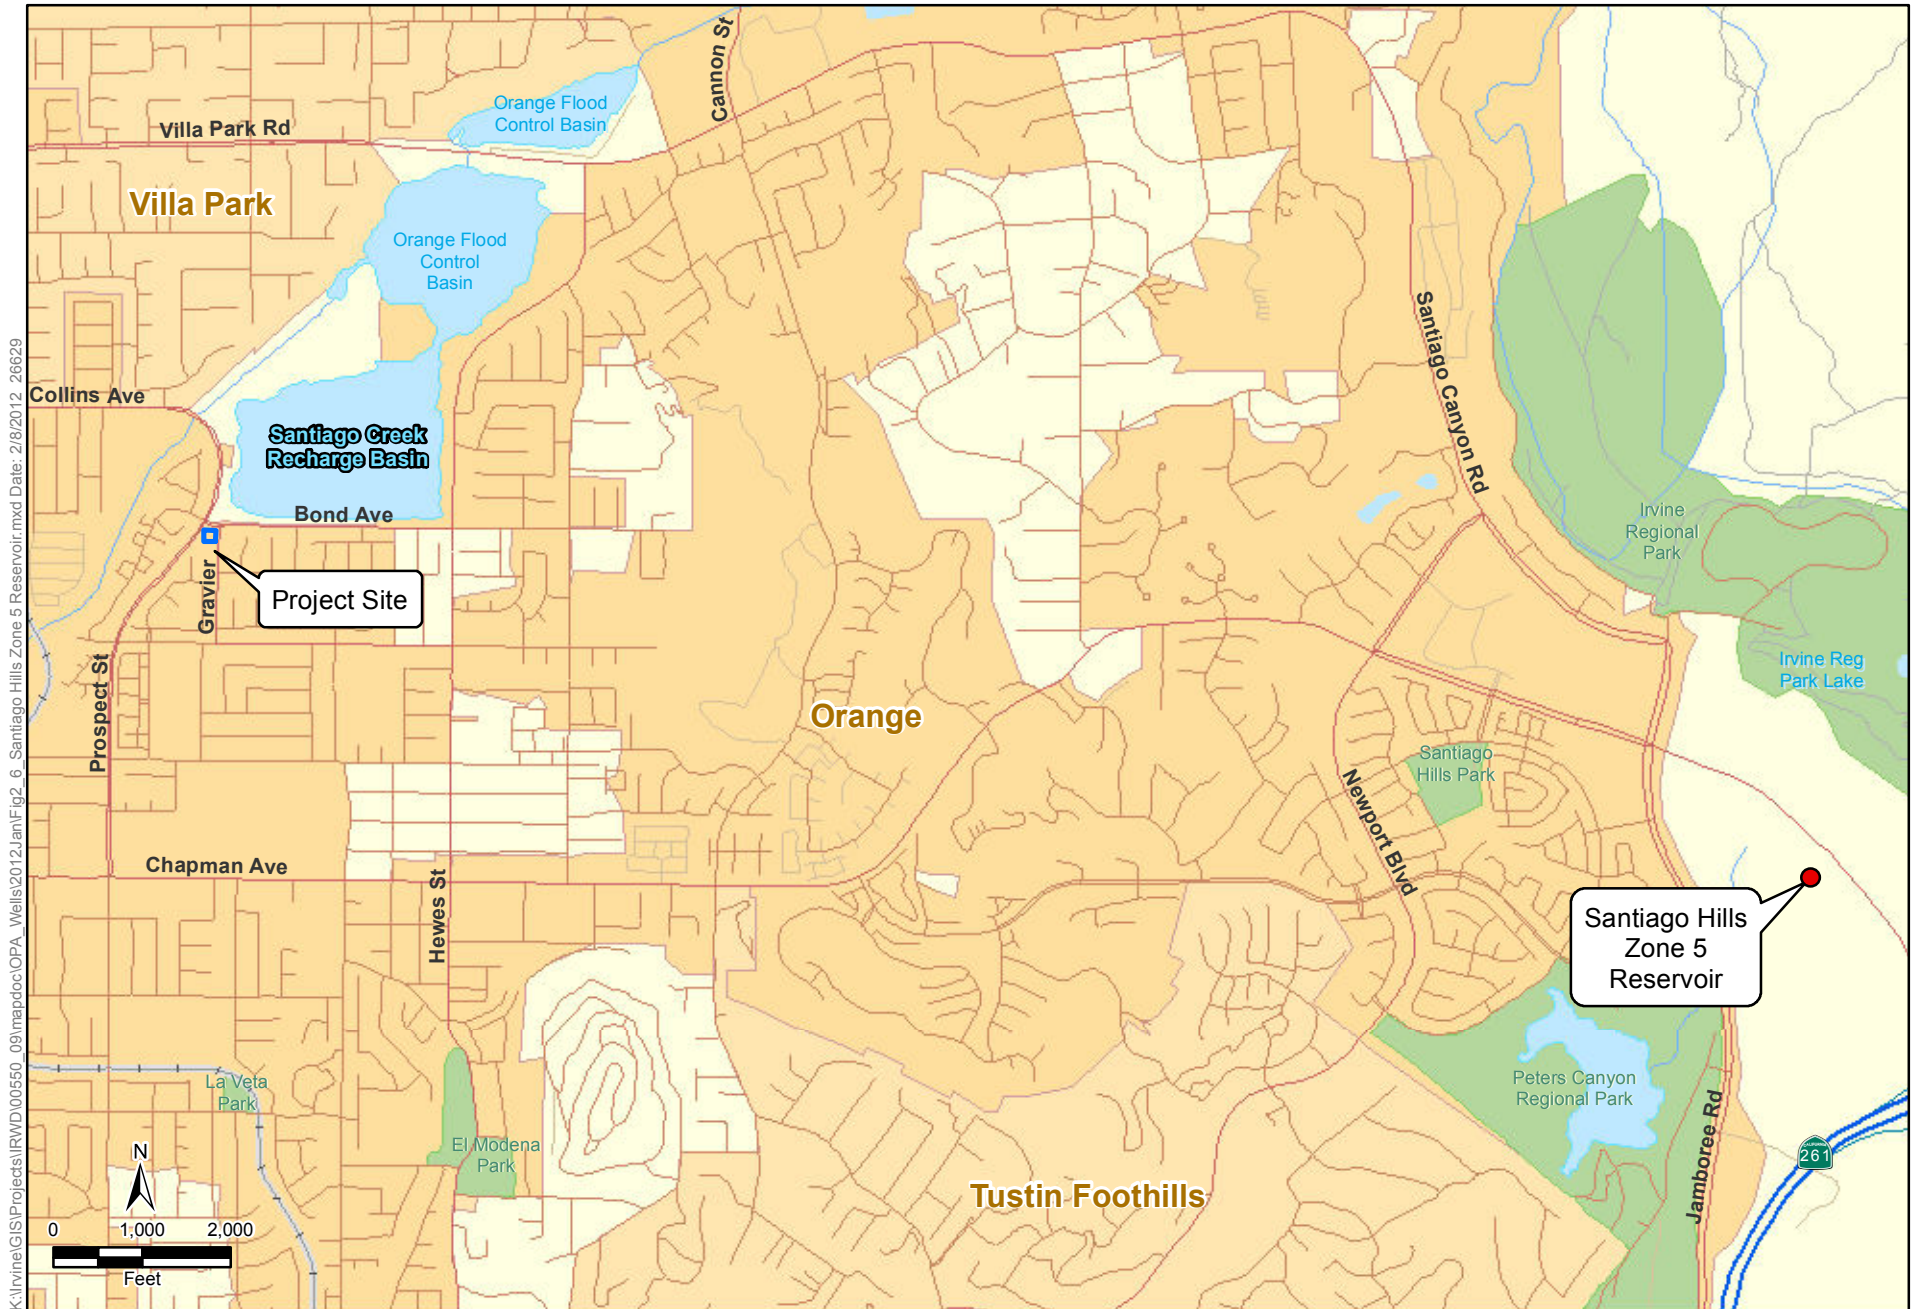 Cannon St
Orange Flood
Control Basin
Villa Park Rd
Villa Park
Orange Flood
Control
Basin
Santiago Canyon Rd
Collins Ave
Santiago Creek
Recharge Basin
Bond Ave
Irvine
Regional
Park
Gravier
Project Site
Prospect St
Irvine Reg
Park Lake
Orange
Santiago
Hills Park
Newport Blvd
Chapman Ave
Hewes St
Santiago Hills
Zone 5
Reservoir
La Veta
Park
Peters Canyon
Regional Park
El Modena
Park
Jamboree Rd
CALIFORNIA
261
Tustin Foothills
N
0 1,000 2,000
Feet
K:\Irvine\GIS\Projects\IRWD\00550_09\mapdoc\OPA_Wells\2012Jan\Fig2_6_Santiago Hills Zone 5 Reservoir.mxd Date: 2/8/2012 26629